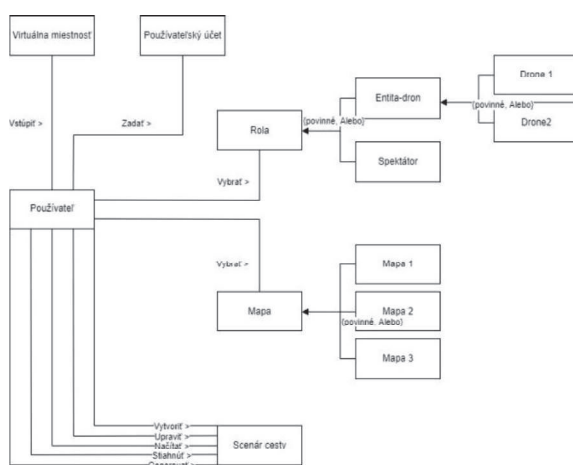 Virtuálna miestnosť
Používateľský účet
Drone 1
Entita-dron
(povinné, Alebo)
Vstúpiť >
Zadať >
Rola
(povinné, Alebo)
Drone2
Spektátor
Vybrať >
Používateľ
Mapa 1
Vybrať >
Mapa
Mapa 2
(povinné, Alebo)
Mapa 3
Vytvoriť >
Upraviť >
Načítať >
Scenár cesty
Stiahnúť >